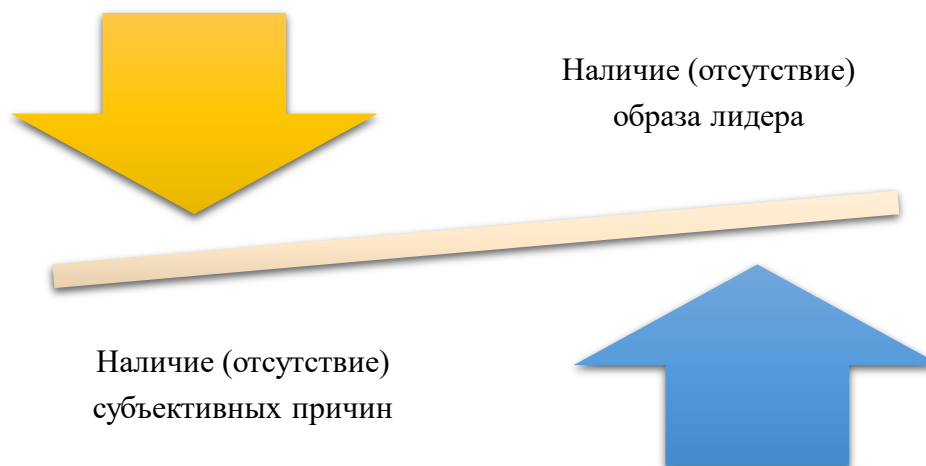 Наличие (отсутствие)
образа лидера
Наличие (отсутствие)
субъективных причин